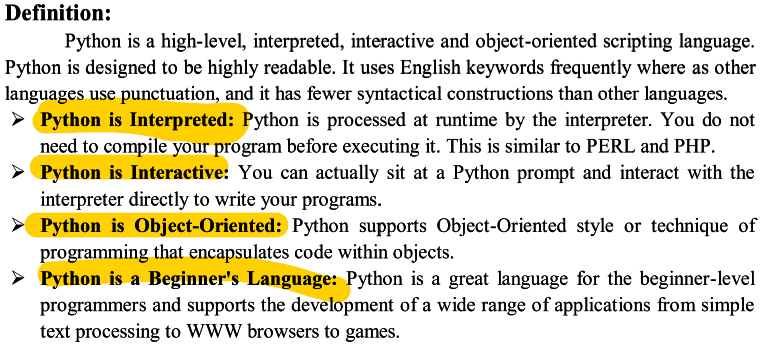 Definition:
Python is a high-level, interpreted, interactive and object-oriented scripting language.
Python is designed to be highly readable. It uses English keywords frequently where as other
languages use punctuation, and it has fewer syntactical constructions than other languages.
➢ Python is Interpreted: Python is processed at runtime by the interpreter. You do not
need to compile your program before executing it. This is similar to PERL and PHP.
➢ Python is Interactive: You can actually sit at a Python prompt and interact with the
interpreter directly to write your programs.
➢ Python is Object-Oriented: Python supports Object-Oriented style or technique of
programming that encapsulates code within objects.
➢ Python is a Beginner's Language: Python is a great language for the beginner-level
programmers and supports the development of a wide range of applications from simple
text processing to WWW browsers to games.